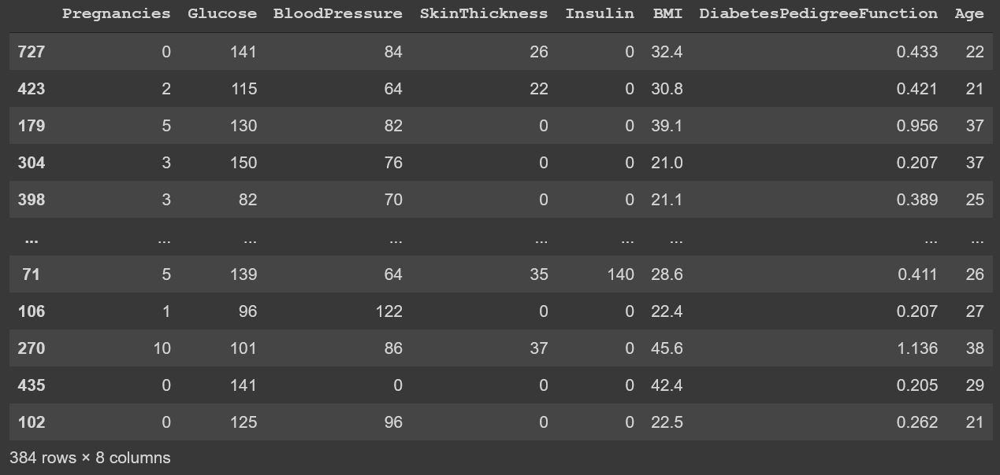 Pregnancies Glucose BloodPressure SkinThickness Insulin BMI DiabetesPedigreeFunction Age
727 0 141 84 26 0 32.4 0.433 22
423 2 115 64 22 0 30.8 0.421 21
179 5 130 82 0 0 39.1 0.956 37
304 3 150 76 0 0 21.0 0.207 37
398 3 82 70 0 0 21.1 0.389 25
... ... ... ... ... ... ... ... ...
71 5 139 64 35 140 28.6 0.411 26
106 1 96 122 0 0 22.4 0.207 27
270 10 101 86 37 0 45.6 1.136 38
435 0 141 0 0 0 42.4 0.205 29
102 0 125 96 0 0 22.5 0.262 21
384 rows × 8 columns